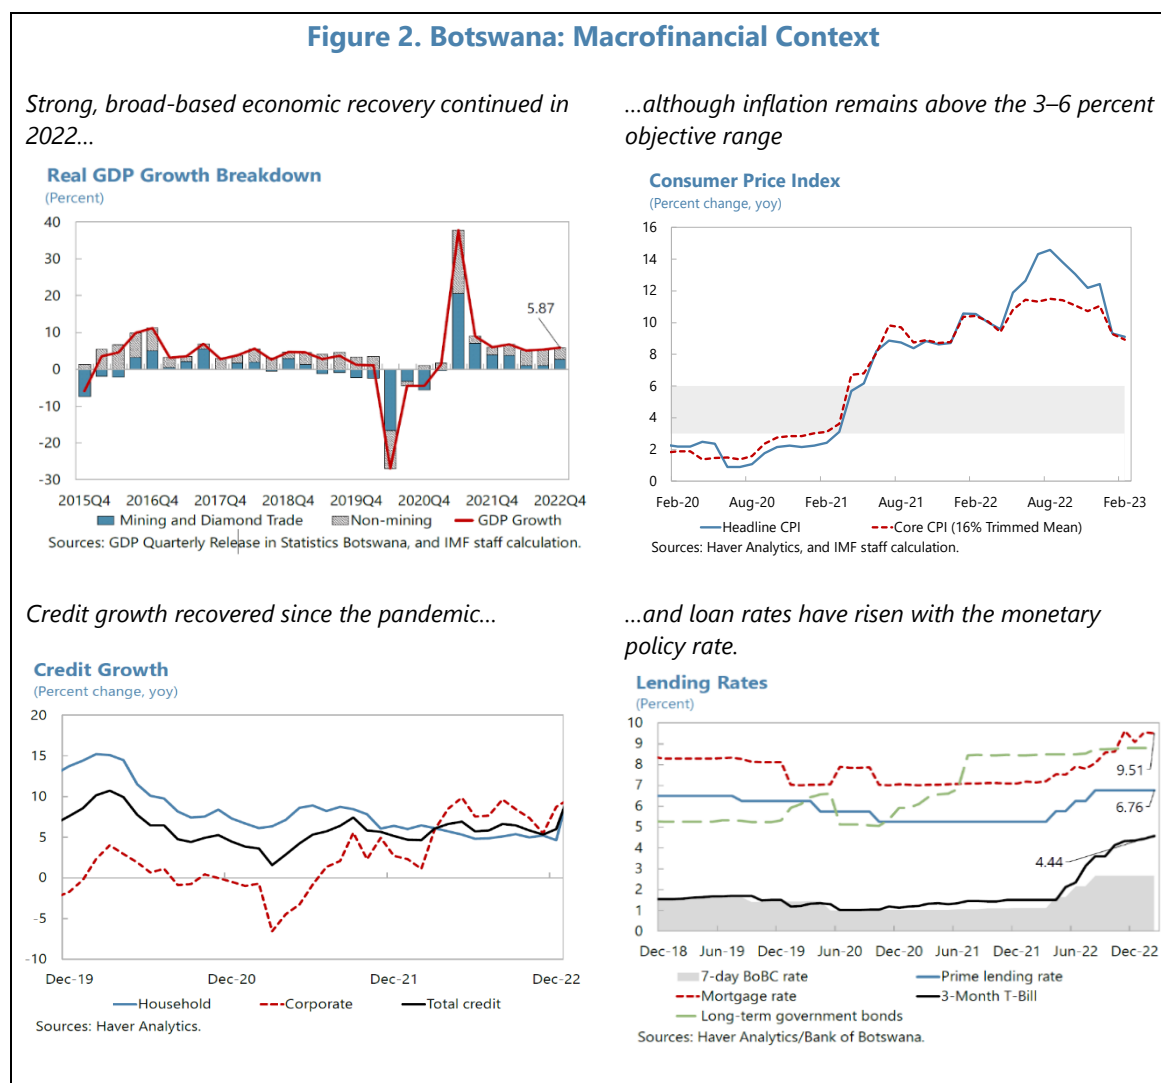 Figure 2. Botswana: Macrofinancial Context
Strong, broad-based economic recovery continued in
2022…
Real GDP Growth Breakdown
(Percent)
40
30
20
10
0
-10
-20
-30
5.87
2015Q4 2016Q4 2017Q4 2018Q4 2019Q4 2020Q4 2021Q4 2022Q4
Mining and Diamond Trade Non-mining GDP Growth
Sources: GDP Quarterly Release in Statistics Botswana, and IMF staff calculation.
…although inflation remains above the 3–6 percent
objective range
Consumer Price Index
(Percent change, yoy)
16
14
12
10
8
6
4
2
0
Feb-20 Aug-20 Feb-21 Aug-21 Feb-22 Aug-22 Feb-23
Headline CPI Core CPI (16% Trimmed Mean)
Sources: Haver Analytics, and IMF staff calculation.
Credit growth recovered since the pandemic…
Credit Growth
(Percent change, yoy)
20
15
10
5
0
-5
-10
Dec-19 Dec-20 Dec-21 Dec-22
Household Corporate Total credit
Sources: Haver Analytics.
…and loan rates have risen with the monetary
policy rate.
Lending Rates
(Percent)
10
9
8
7
6
5
4
3
2
1
0
9.51
6.76
4.44
Dec-18 Jun-19 Dec-19 Jun-20 Dec-20 Jun-21 Dec-21 Jun-22 Dec-22
7-day BoBC rate Prime lending rate
Mortgage rate 3-Month T-Bill
Long-term government bonds
Sources: Haver Analytics/Bank of Botswana.